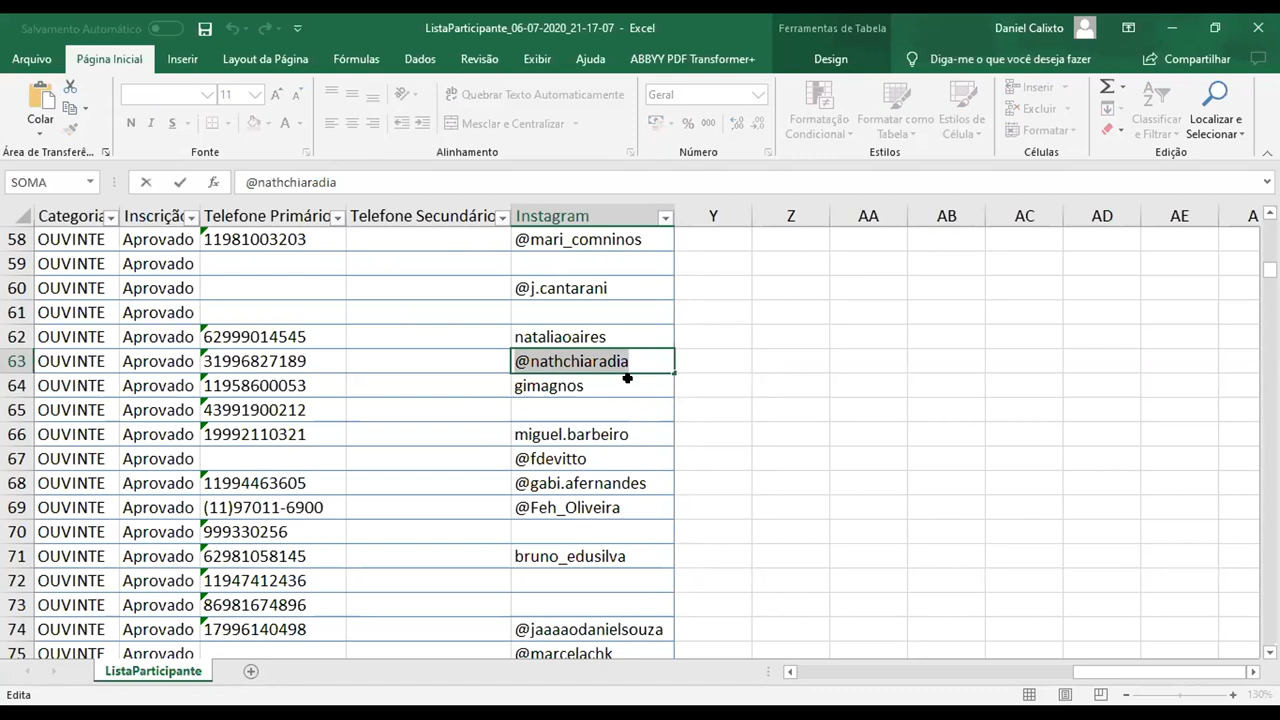 Salvamento Automático
ListaParticipante_06-07-2020_21-17-07 - Excel
Ferramentas de Tabela
Daniel Calixto
Arquivo Página Inicial Inserir Layout da Página Fórmulas Dados Revisão Exibir Ajuda ABBYY PDF Transformer+ Design Diga-me o que você deseja fazer Compartilhar
Colar
11
Quebrar Texto Automaticamente
Mesclar e Centralizar
Geral
Formatação Condicional
Formatar como Tabela
Estilos de Célula
Inserir
Excluir
Formatar
Classificar e Filtrar
Localizar e Selecionar
Área de Transferê... Fonte Alinhamento Número Estilos Células Edição
SOMA fx @nathchiaradia
Categoria Inscrição Telefone Primário Telefone Secundário Instagram Y Z AA AB AC AD AE A
58 OUVINTE Aprovado 11981003203 @mari_comninos
59 OUVINTE Aprovado
60 OUVINTE Aprovado @j.cantarani
61 OUVINTE Aprovado
62 OUVINTE Aprovado 62999014545 nataliaoaires
63 OUVINTE Aprovado 31996827189 @nathchiaradia
64 OUVINTE Aprovado 11958600053 gimagnos
65 OUVINTE Aprovado 43991900212
66 OUVINTE Aprovado 19992110321 miguel.barbeiro
67 OUVINTE Aprovado @fdevitto
68 OUVINTE Aprovado 11994463605 @gabi.afernandes
69 OUVINTE Aprovado (11)97011-6900 @Feh_Oliveira
70 OUVINTE Aprovado 999330256
71 OUVINTE Aprovado 62981058145 bruno_edusilva
72 OUVINTE Aprovado 11947412436
73 OUVINTE Aprovado 86981674896
74 OUVINTE Aprovado 17996140498 @jaaaaodanielsouza
75 OUVINTE Aprovado @marcelachk
ListaParticipante
Edita
130%